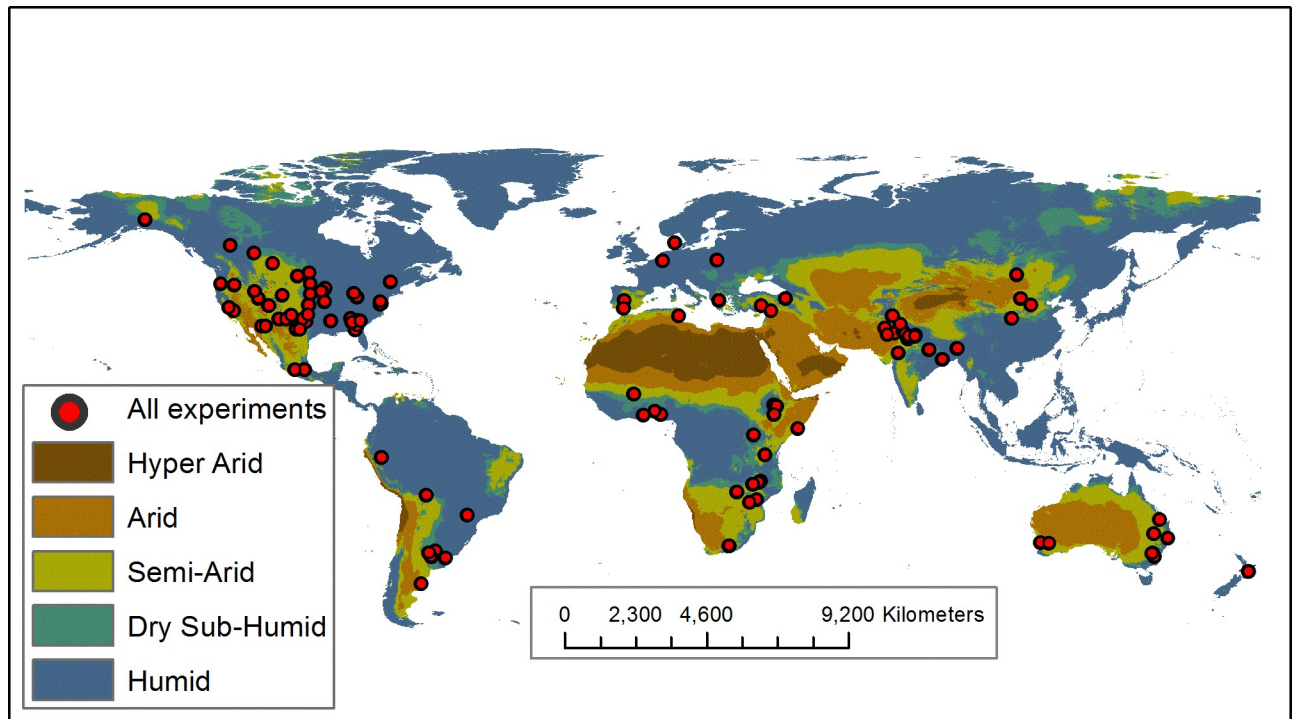 All experiments
Hyper Arid
Arid
Semi-Arid
Dry Sub-Humid
Humid
0 2,300 4,600 9,200 Kilometers